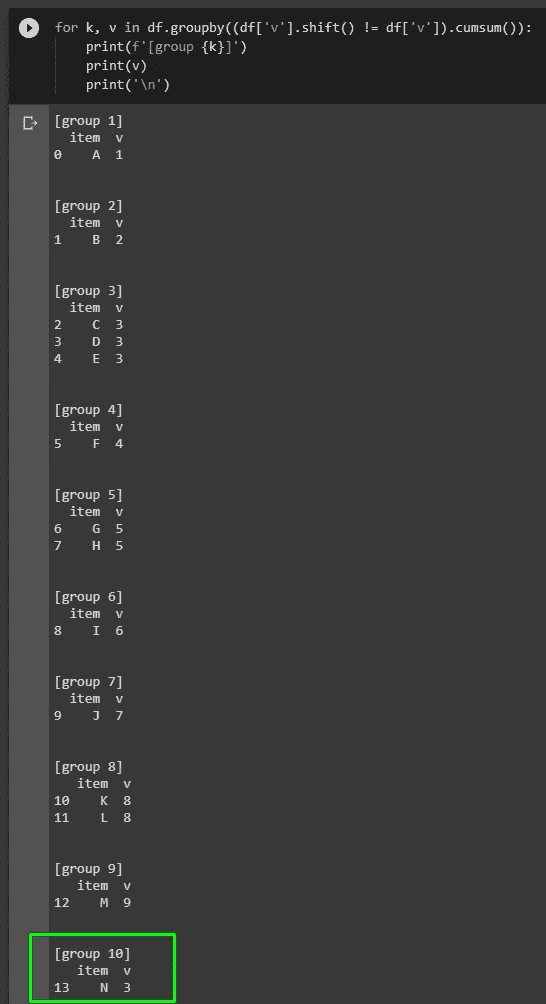 for k, v in df.groupby((df['v'].shift() != df['v']).cumsum()):
    print(f'[group {k}]')
    print(v)
    print('\n')
[group 1]
  item  v
0    A  1
[group 2]
  item  v
1    B  2
[group 3]
  item  v
2    C  3
3    D  3
4    E  3
[group 4]
  item  v
5    F  4
[group 5]
  item  v
6    G  5
7    H  5
[group 6]
  item  v
8    I  6
[group 7]
  item  v
9    J  7
[group 8]
   item  v
10    K  8
11    L  8
[group 9]
   item  v
12    M  9
[group 10]
   item  v
13    N  3